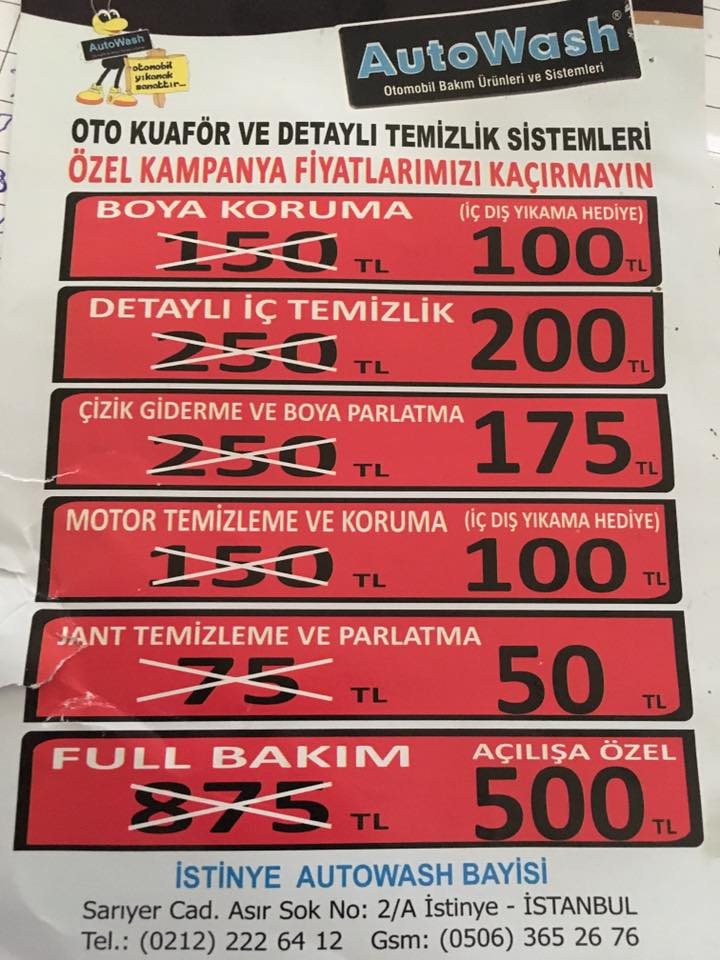 AutoWash
otomobil
yıkamak
sanattır...
AutoWash®
Otomobil Bakım Ürünleri ve Sistemleri
OTO KUAFÖR VE DETAYLI TEMİZLİK SİSTEMLERİ
ÖZEL KAMPANYA FİYATLARIMIZI KAÇIRMAYIN
BOYA KORUMA (İÇ DIŞ YIKAMA HEDİYE)
150 TL 100 TL
DETAYLI İÇ TEMİZLİK
250 TL 200 TL
ÇİZİK GİDERME VE BOYA PARLATMA
250 TL 175 TL
MOTOR TEMİZLEME VE KORUMA (İÇ DIŞ YIKAMA HEDİYE)
150 TL 100 TL
JANT TEMİZLEME VE PARLATMA
75 TL 50 TL
FULL BAKIM AÇILIŞA ÖZEL
875 TL 500 TL
İSTİNYE AUTOWASH BAYİSİ
Sarıyer Cad. Asır Sok No: 2/A İstinye - İSTANBUL
Tel.: (0212) 222 64 12 Gsm: (0506) 365 26 76